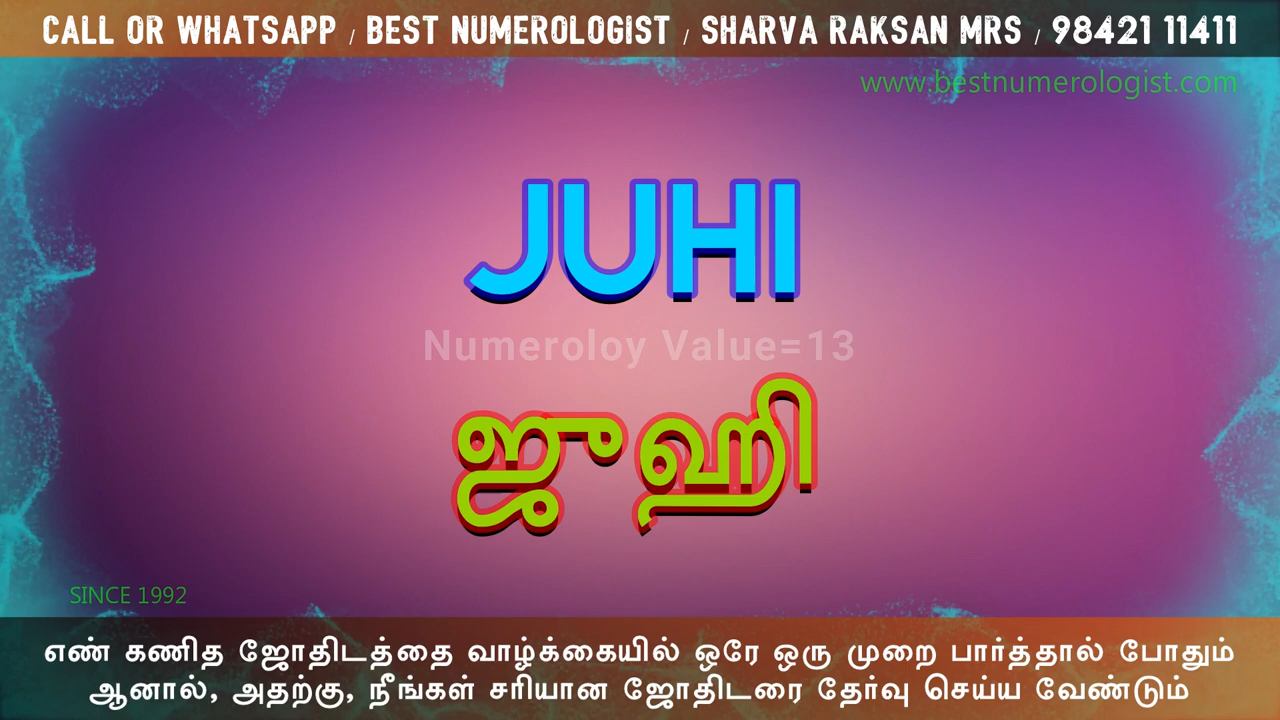 CALL OR WHATSAPP / BEST NUMEROLOGIST / SHARVA RAKSAN MRS / 98421 11411
www.bestnumerologist.com
JUHI
Numeroloy Value=13
ஜுஹி
SINCE 1992
எண் கணித ஜோதிடத்தை வாழ்க்கையில் ஒரே ஒரு முறை பார்த்தால் போதும்
ஆனால், அதற்கு, நீங்கள் சரியான ஜோதிடரை தேர்வு செய்ய வேண்டும்